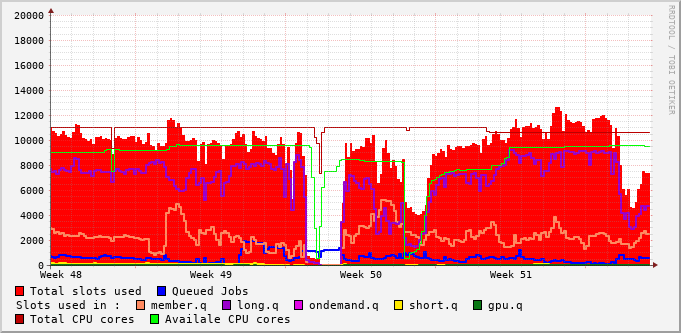 20000
18000
16000
14000
12000
10000
8000
6000
4000
2000
0
Week 48 Week 49 Week 50 Week 51
Total slots used Queued Jobs
Slots used in : member.q long.q ondemand.q short.q gpu.q
Total CPU cores Availale CPU cores
RRDTOOL / TOBI OETIKER